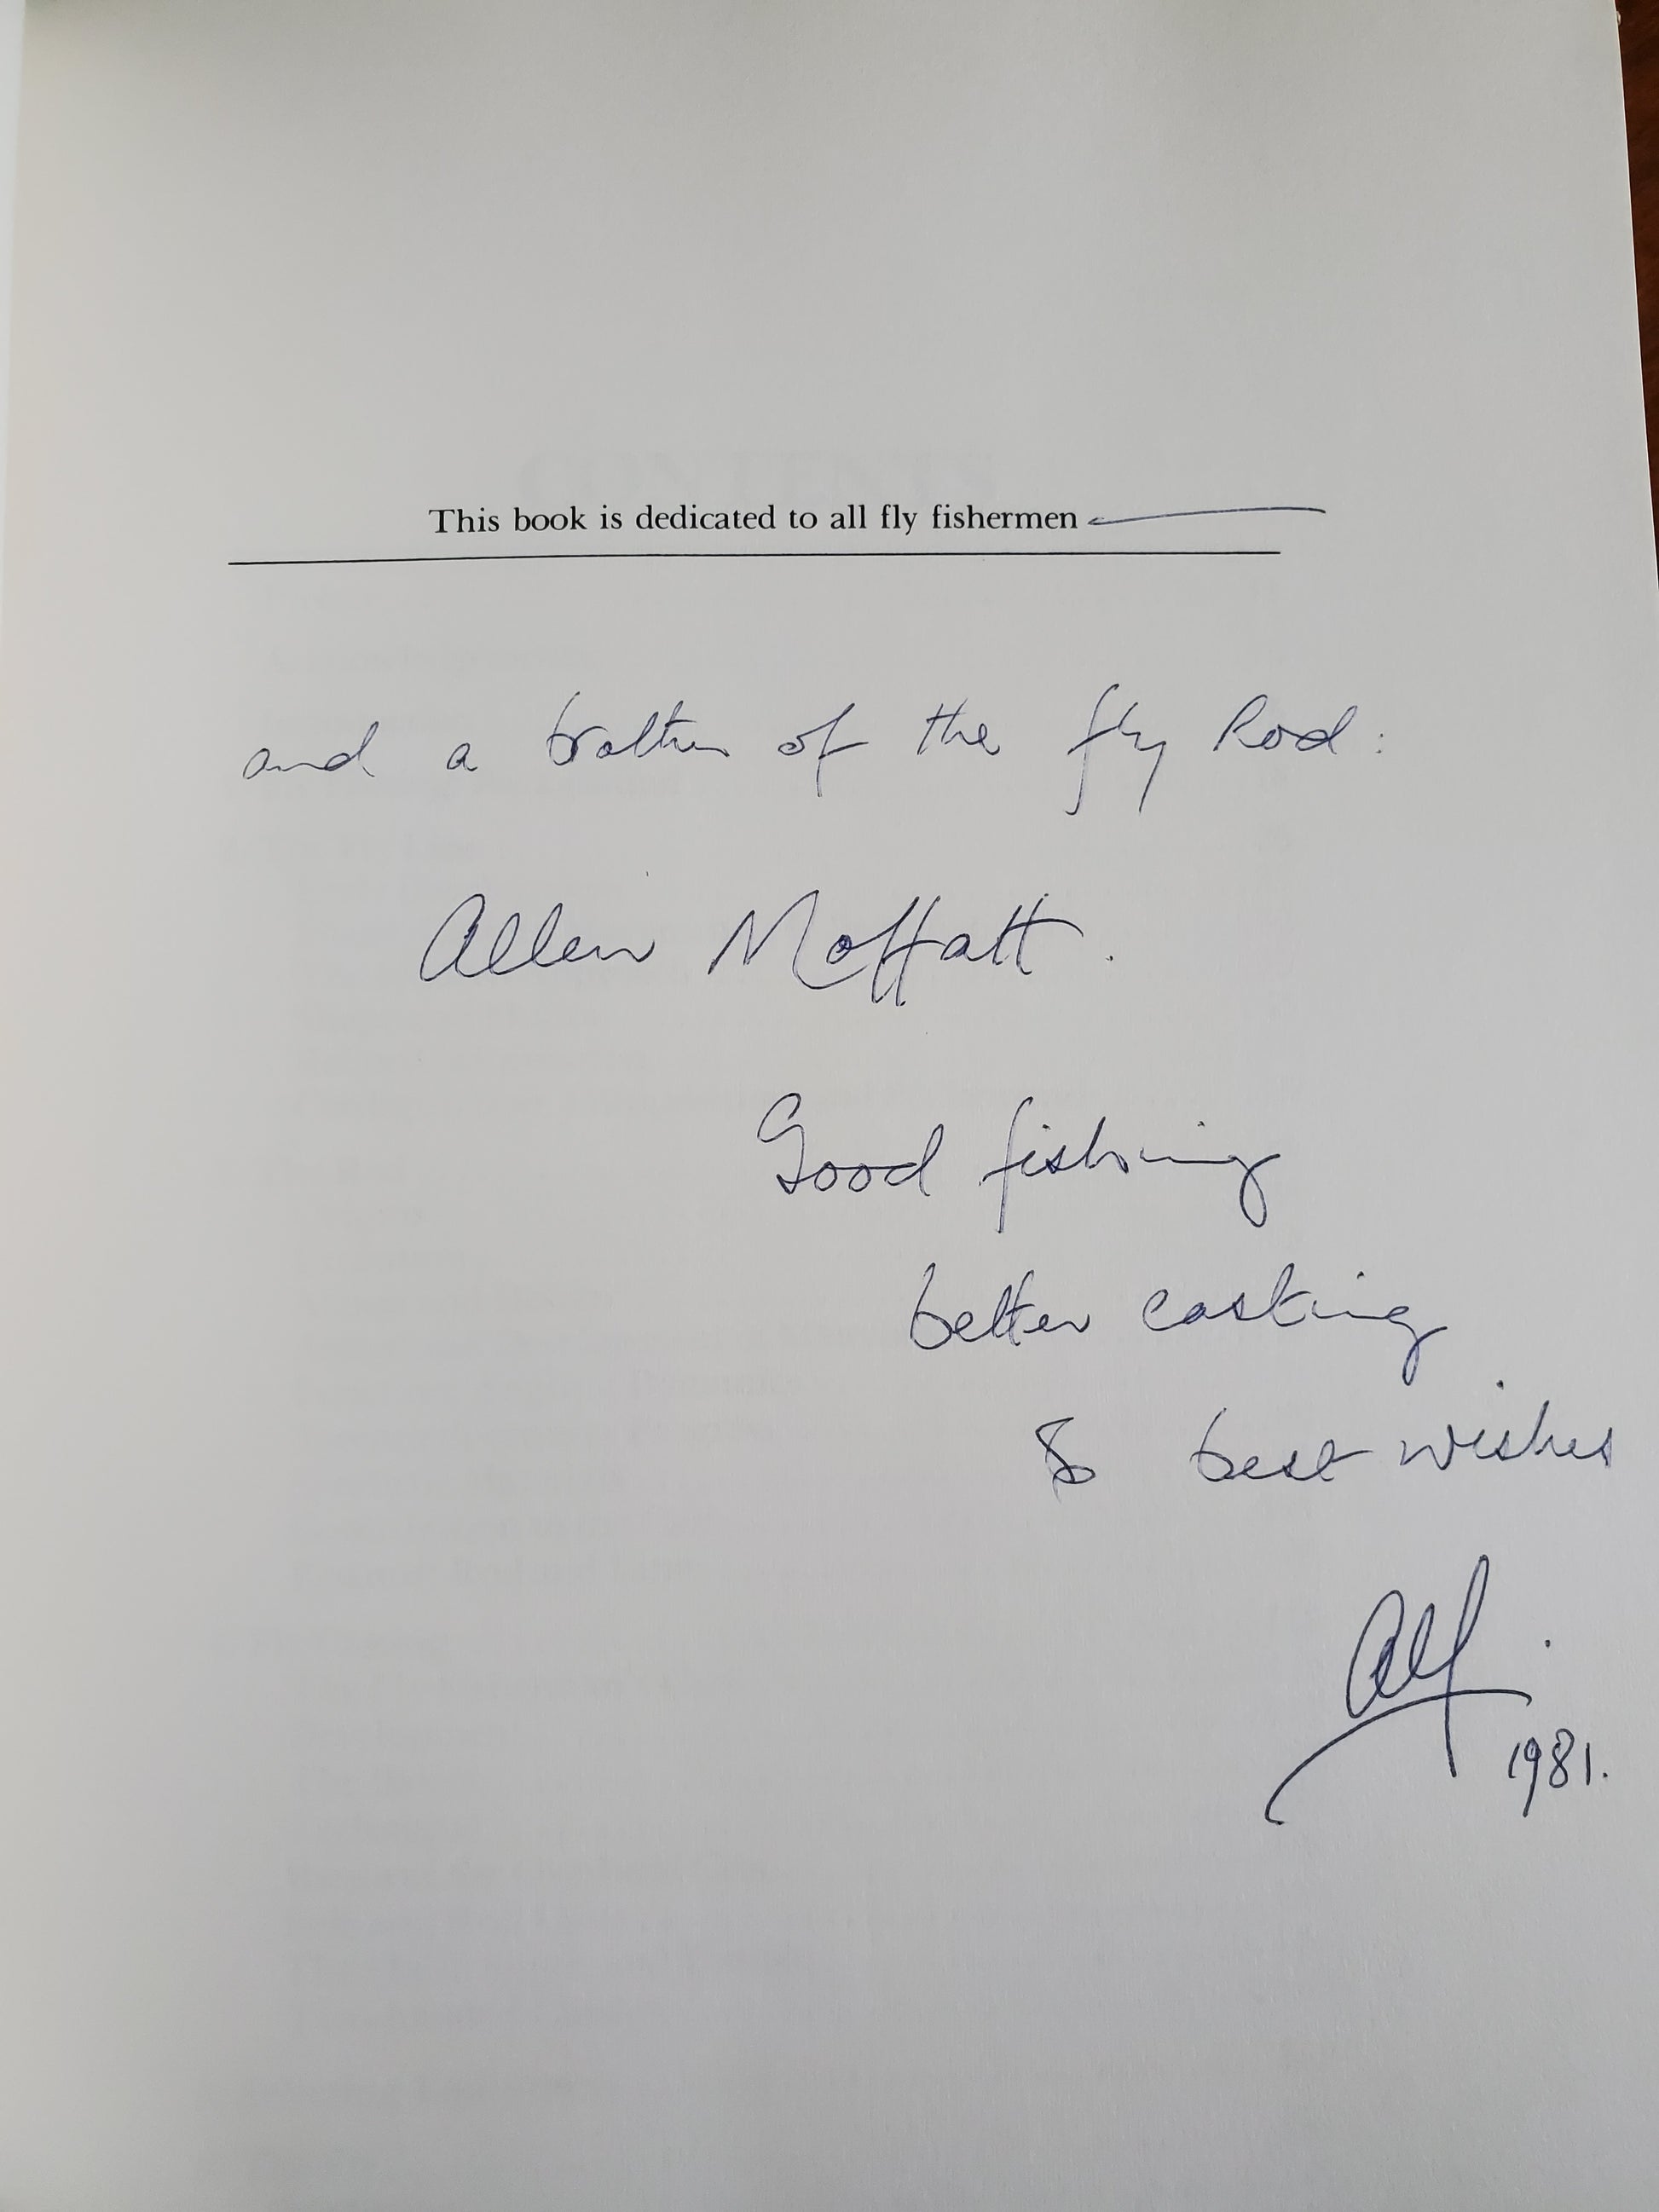 This book is dedicated to all fly fishermen
and a brother of the fly Rod:
Allen Moffatt.
Good fishing
better casting
& best wishes
Alf.
1981.